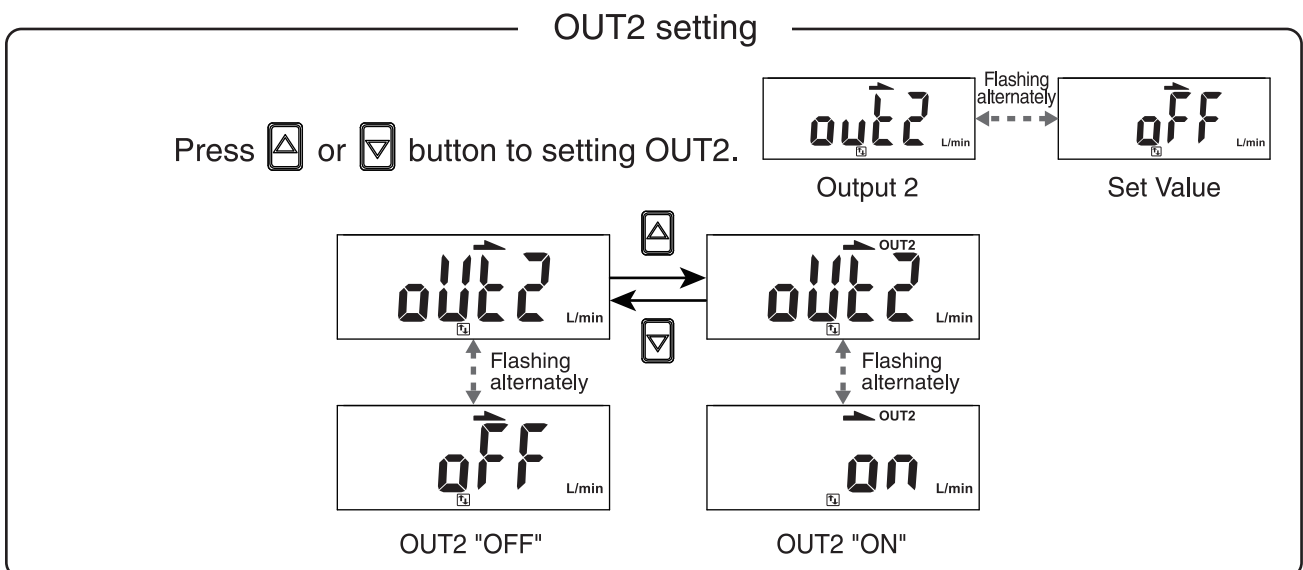 OUT2 setting
Press or button to setting OUT2.
out2
L/min
Flashing
alternately
oFF
L/min
Output 2
Set Value
oUt2
L/min
OUT2
oUt2
L/min
Flashing
alternately
Flashing
alternately
oFF
L/min
OUT2
on
L/min
OUT2 "OFF"
OUT2 "ON"